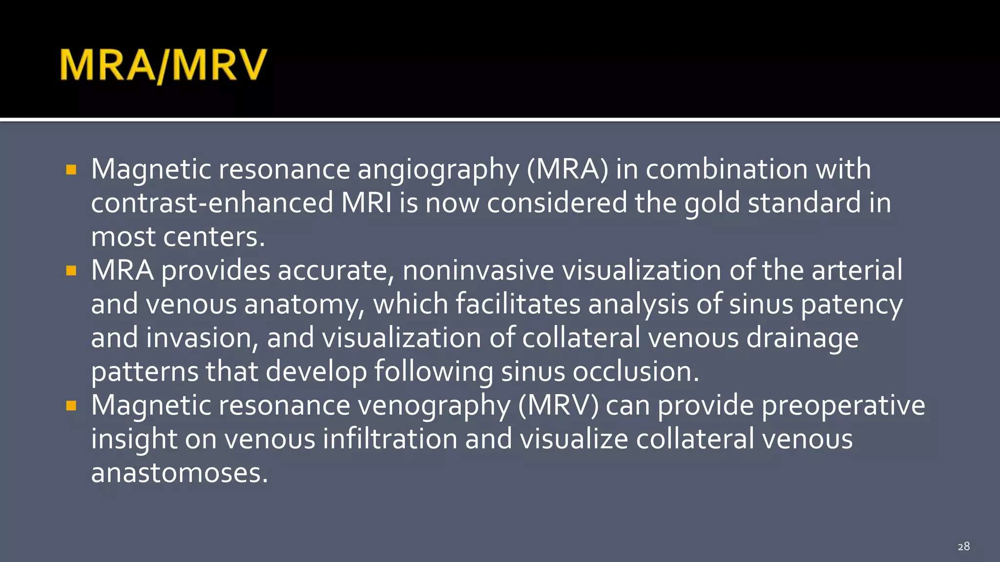 MRA/MRV
Magnetic resonance angiography (MRA) in combination with
contrast-enhanced MRI is now considered the gold standard in
most centers.
MRA provides accurate, noninvasive visualization of the arterial
and venous anatomy, which facilitates analysis of sinus patency
and invasion, and visualization of collateral venous drainage
patterns that develop following sinus occlusion.
Magnetic resonance venography (MRV) can provide preoperative
insight on venous infiltration and visualize collateral venous
anastomoses.
28